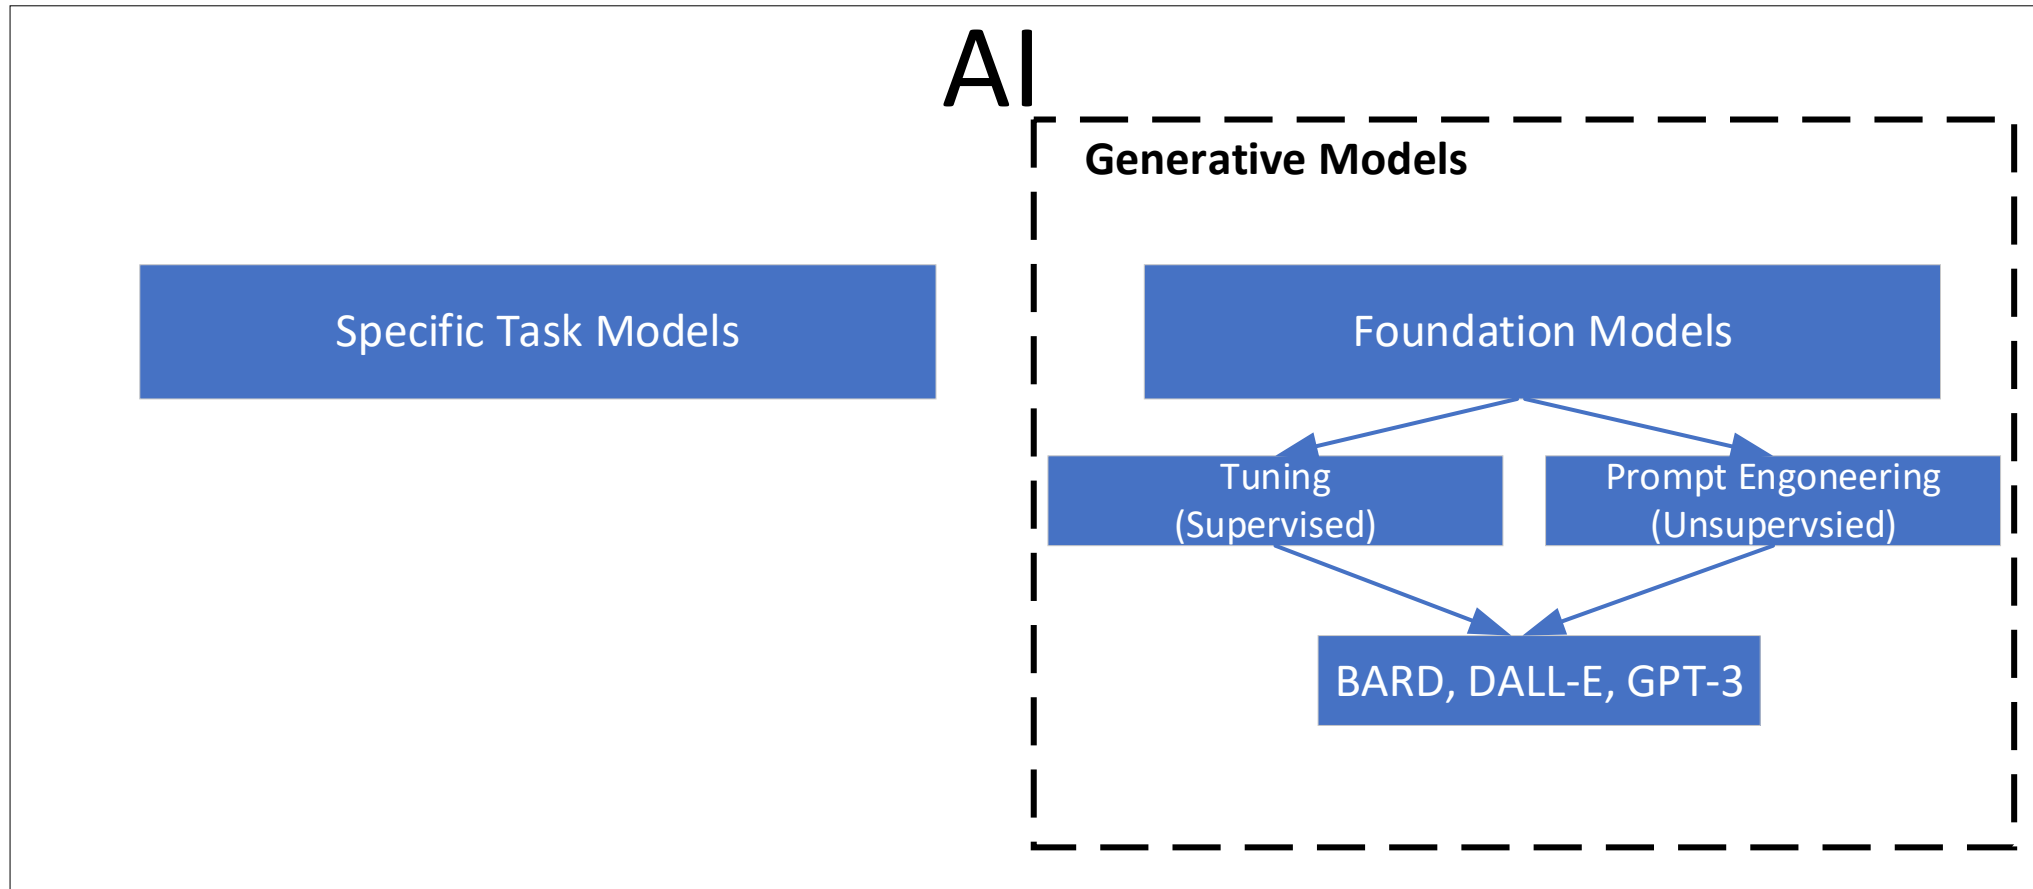 AI
Generative Models
Specific Task Models
Foundation Models
Tuning
(Supervised)
Prompt Engoneering
(Unsupervsied)
BARD, DALL-E, GPT-3